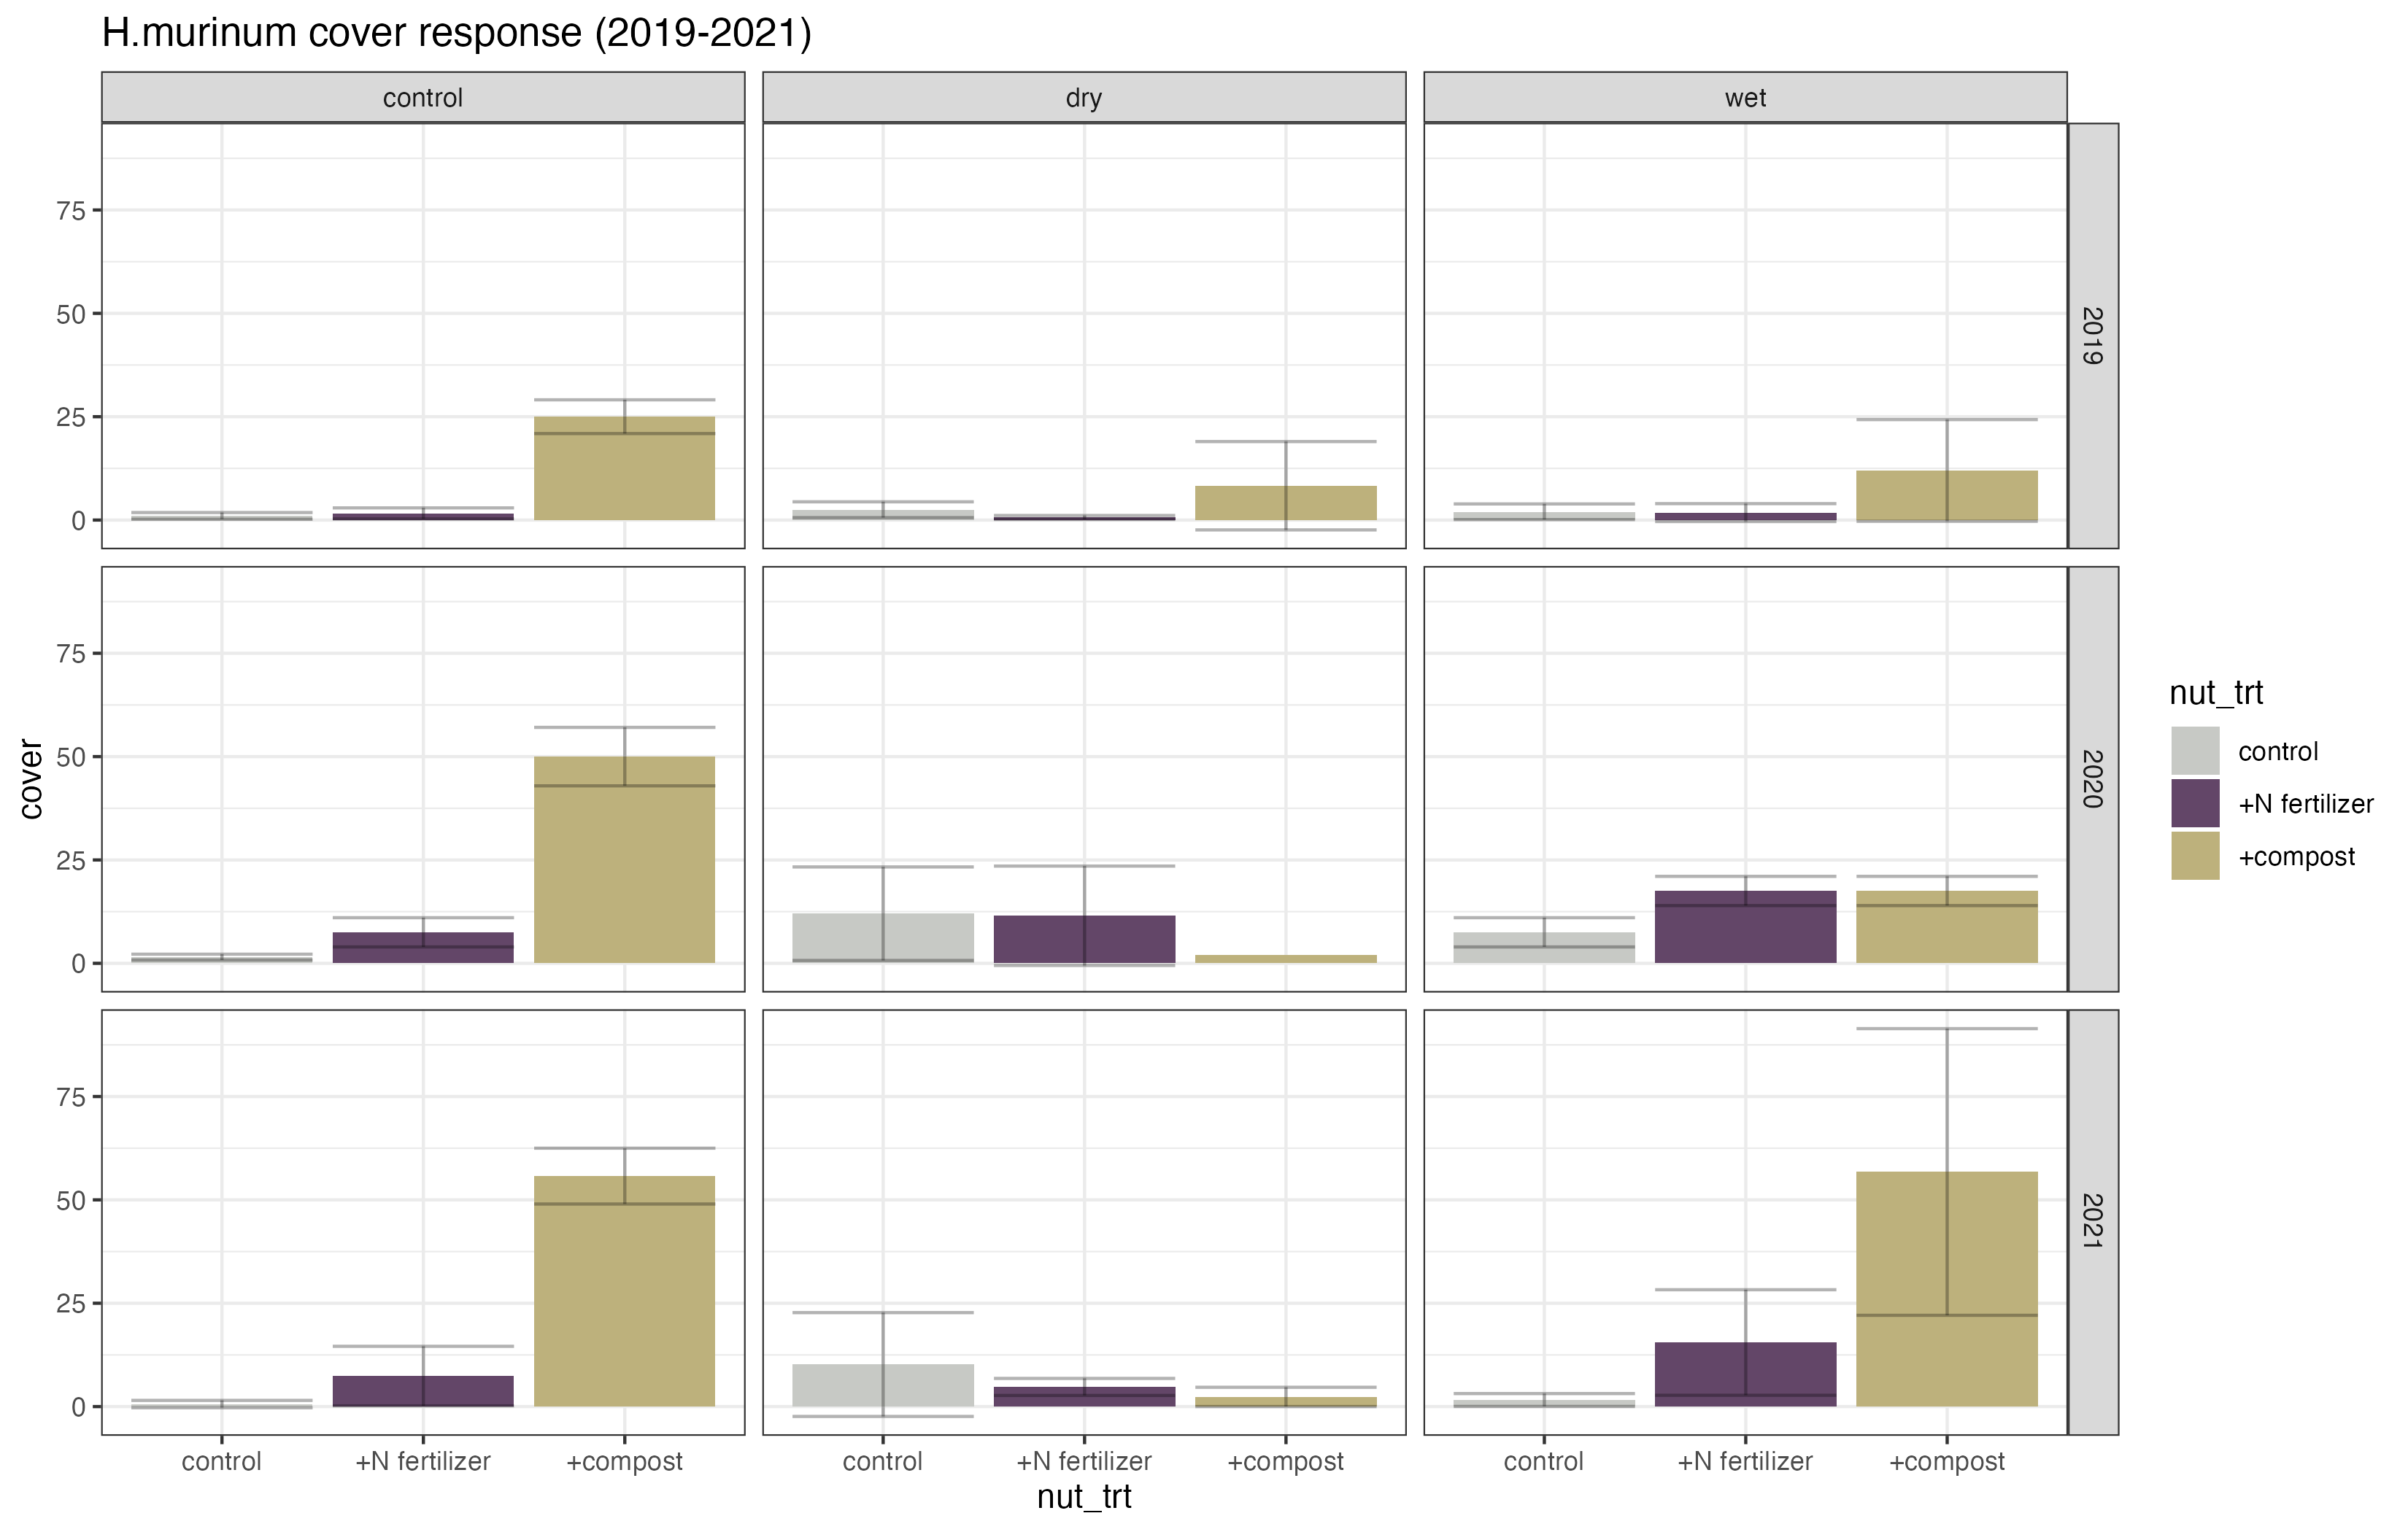 H.murinum cover response (2019-2021)
control
dry
wet
75
50
25
0
2019
75
50
25
0
2020
75
50
25
0
2021
cover
control
+N fertilizer
+compost
control
+N fertilizer
+compost
control
+N fertilizer
+compost
nut_trt
nut_trt
control
+N fertilizer
+compost